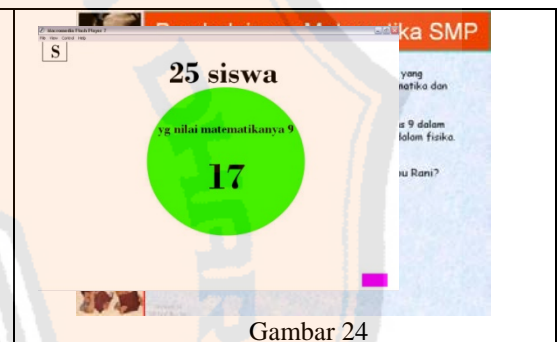 ka SMP
Macromedia Flash Player 7
File View Control Help
S
25 siswa
yang
matika dan
yg nilai matematikanya 9
s 9 dalam
dalam fisika.
17
bu Rani?
Gambar 24